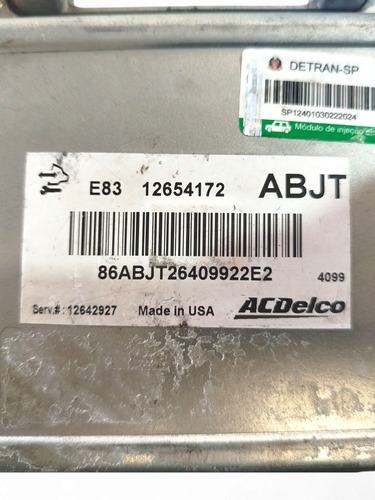 DETRAN-SP
SP12401030222024
Módulo de injeção
E83 12654172 ABJT
86ABJT26409922E2 4099
Serv.#: 12642927 Made in USA ACDelco